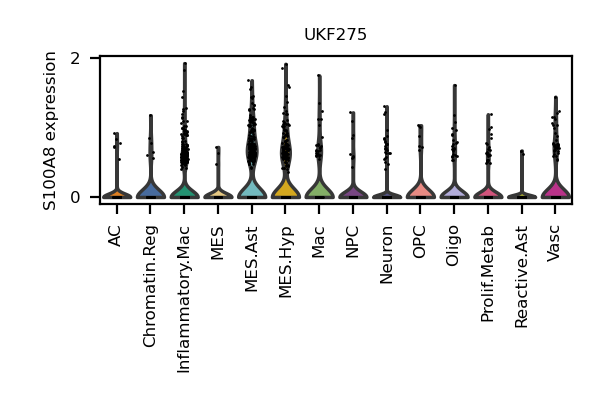 UKF275
S100A8 expression
2
0
AC
Chromatin.Reg
Inflammatory.Mac
MES
MES.Ast
MES.Hyp
Mac
NPC
Neuron
OPC
Oligo
Prolif.Metab
Reactive.Ast
Vasc